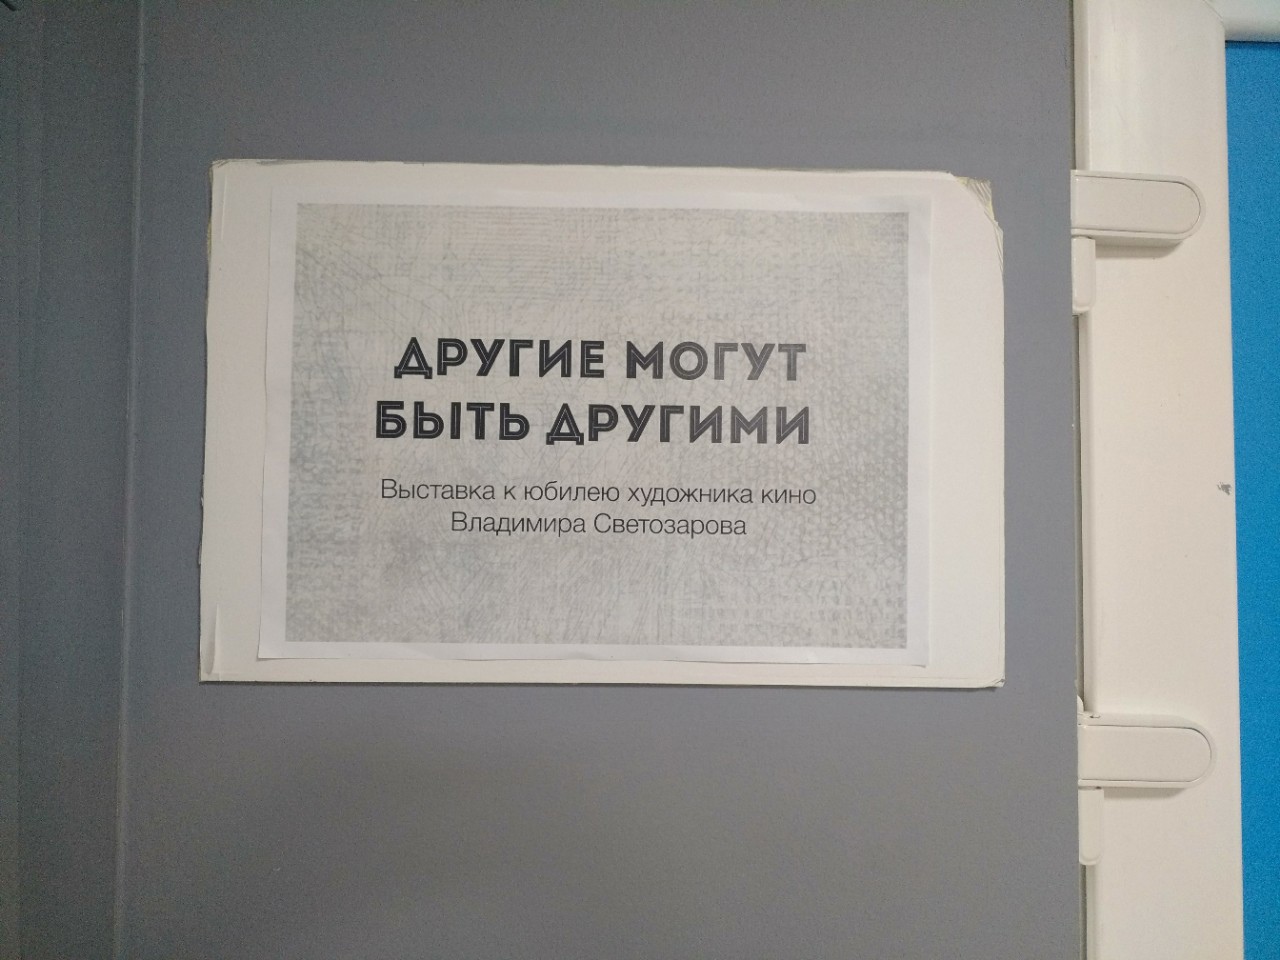 ДРУГИЕ МОГУТ
БЫТЬ ДРУГИМИ
Выставка к юбилею художника кино
Владимира Светозарова